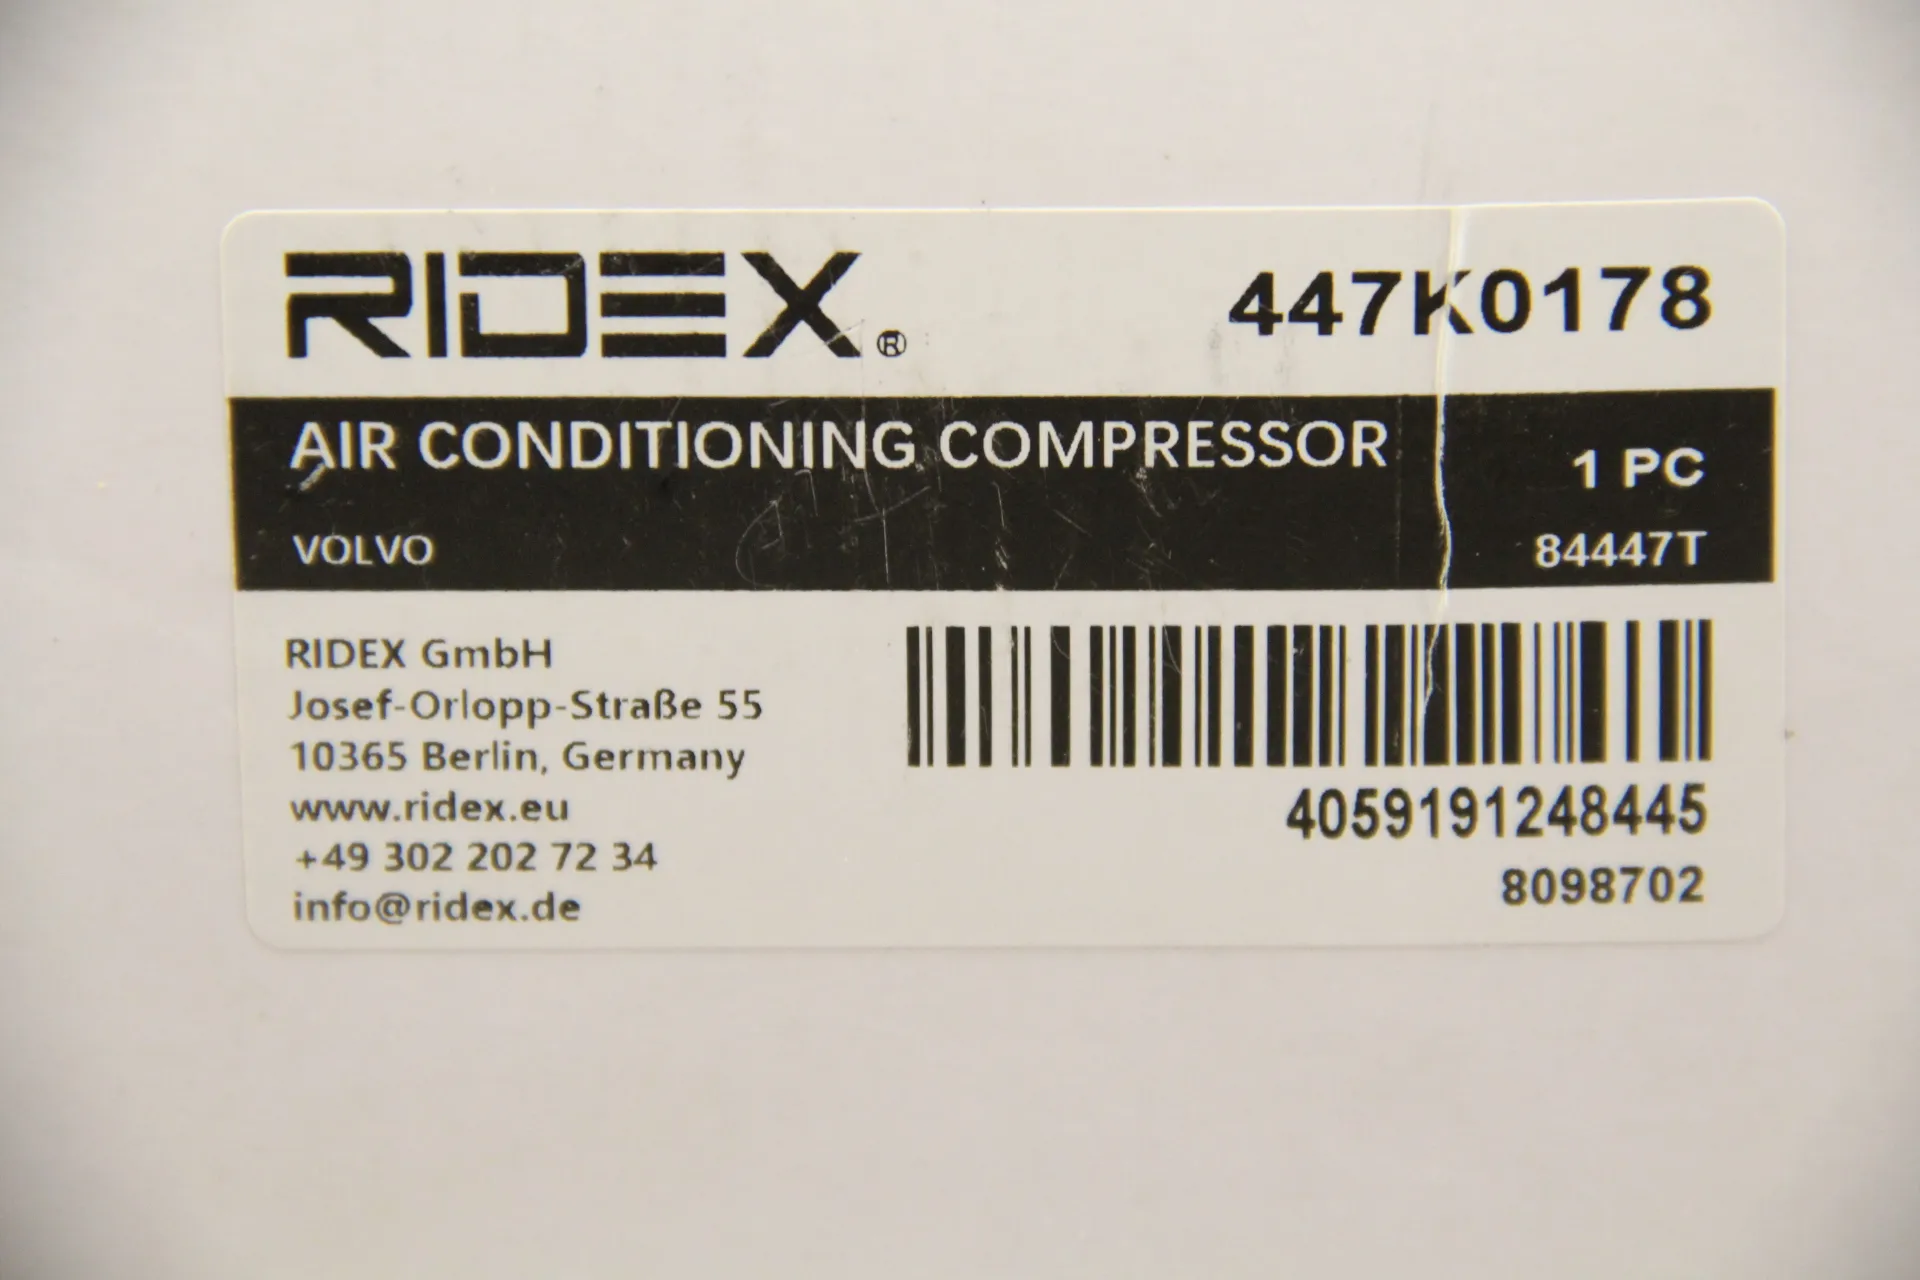 RIDEX®
447K0178
AIR CONDITIONING COMPRESSOR
1 PC
VOLVO
84447T
RIDEX GmbH
Josef-Orlopp-Straße 55
10365 Berlin, Germany
www.ridex.eu
+49 302 202 72 34
info@ridex.de
4059191248445
8098702